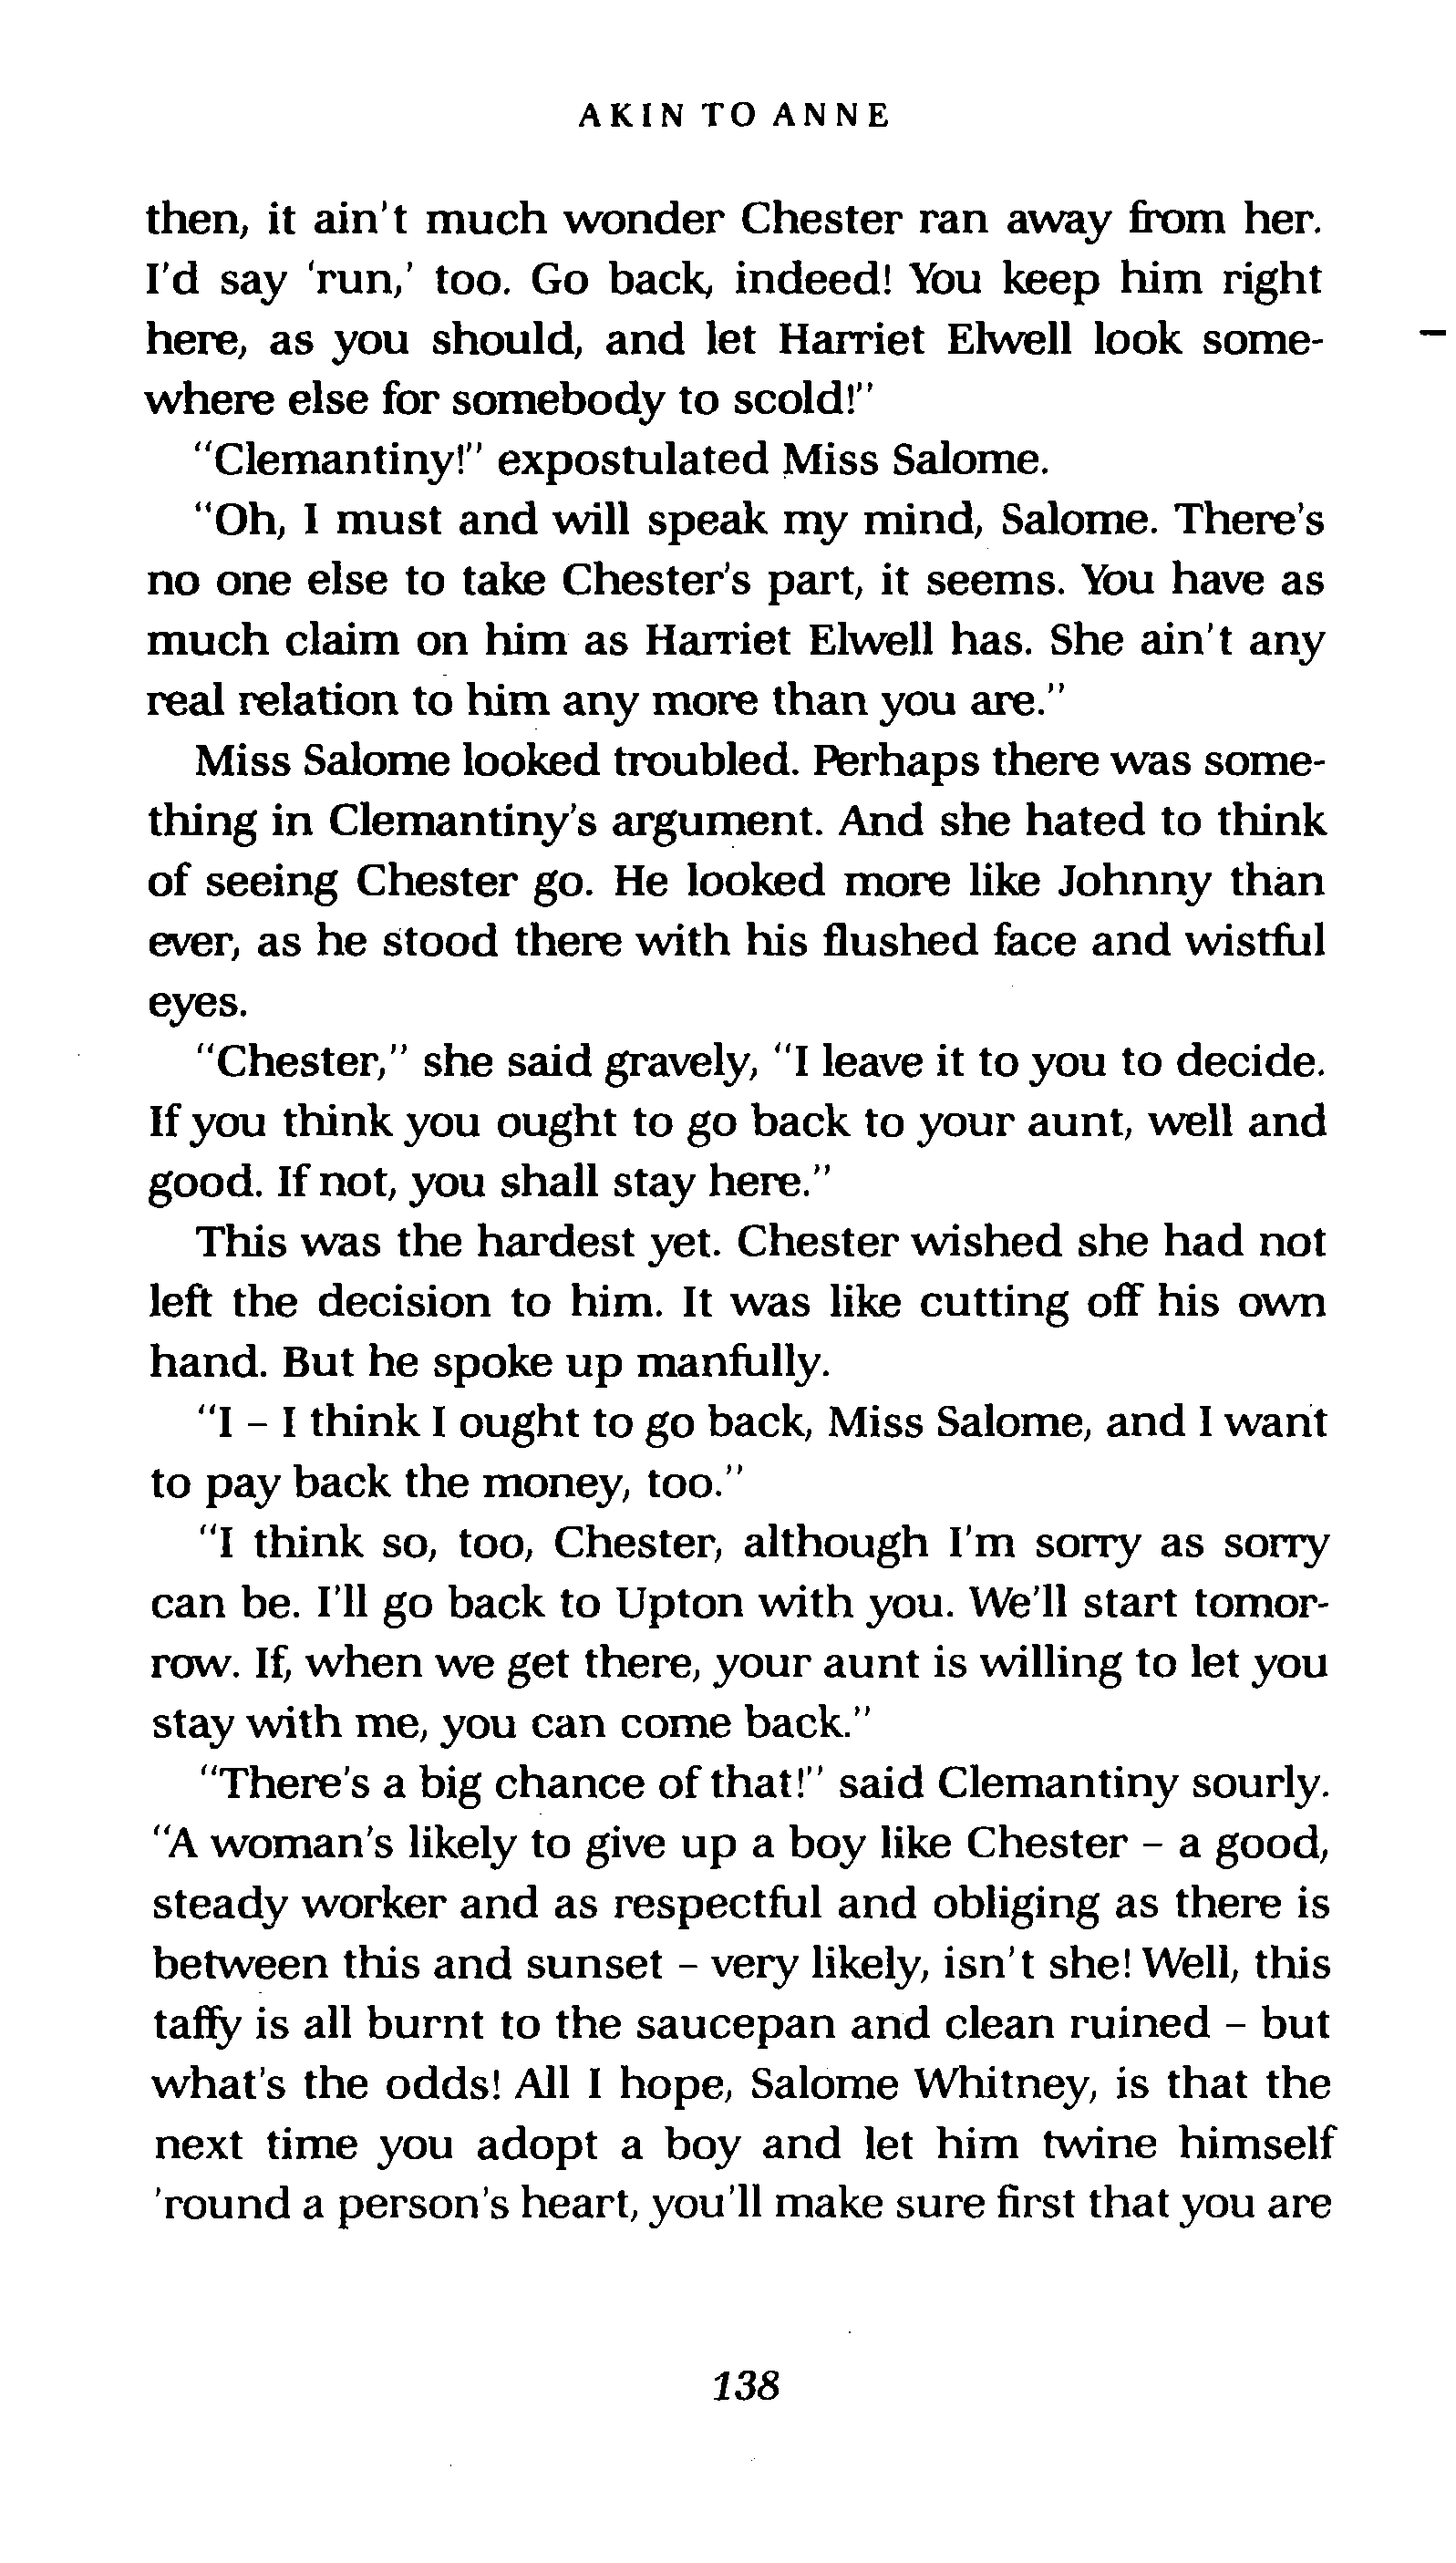 AKIN TO ANNE
then, it ain't much wonder Chester ran away from her.
I'd say 'run,' too. Go back, indeed! You keep him right
here, as you should, and let Harriet Elwell look some-
where else for somebody to scold!"
"Clemantiny!" expostulated Miss Salome.
"Oh, I must and will speak my mind, Salome. There's
no one else to take Chester's part, it seems. You have as
much claim on him as Harriet Elwell has. She ain't any
real relation to him any more than you are."
Miss Salome looked troubled. Perhaps there was some-
thing in Clemantiny's argument. And she hated to think
of seeing Chester go. He looked more like Johnny than
ever, as he stood there with his flushed face and wistful
eyes.
"Chester," she said gravely, "I leave it to you to decide.
If you think you ought to go back to your aunt, well and
good. If not, you shall stay here."
This was the hardest yet. Chester wished she had not
left the decision to him. It was like cutting off his own
hand. But he spoke up manfully.
"I – I think I ought to go back, Miss Salome, and I want
to pay back the money, too."
"I think so, too, Chester, although I'm sorry as sorry
can be. I'll go back to Upton with you. We'll start tomor-
row. If, when we get there, your aunt is willing to let you
stay with me, you can come back."
"There's a big chance of that!" said Clemantiny sourly.
"A woman's likely to give up a boy like Chester – a good,
steady worker and as respectful and obliging as there is
between this and sunset – very likely, isn't she! Well, this
taffy is all burnt to the saucepan and clean ruined – but
what's the odds! All I hope, Salome Whitney, is that the
next time you adopt a boy and let him twine himself
'round a person's heart, you'll make sure first that you are
138